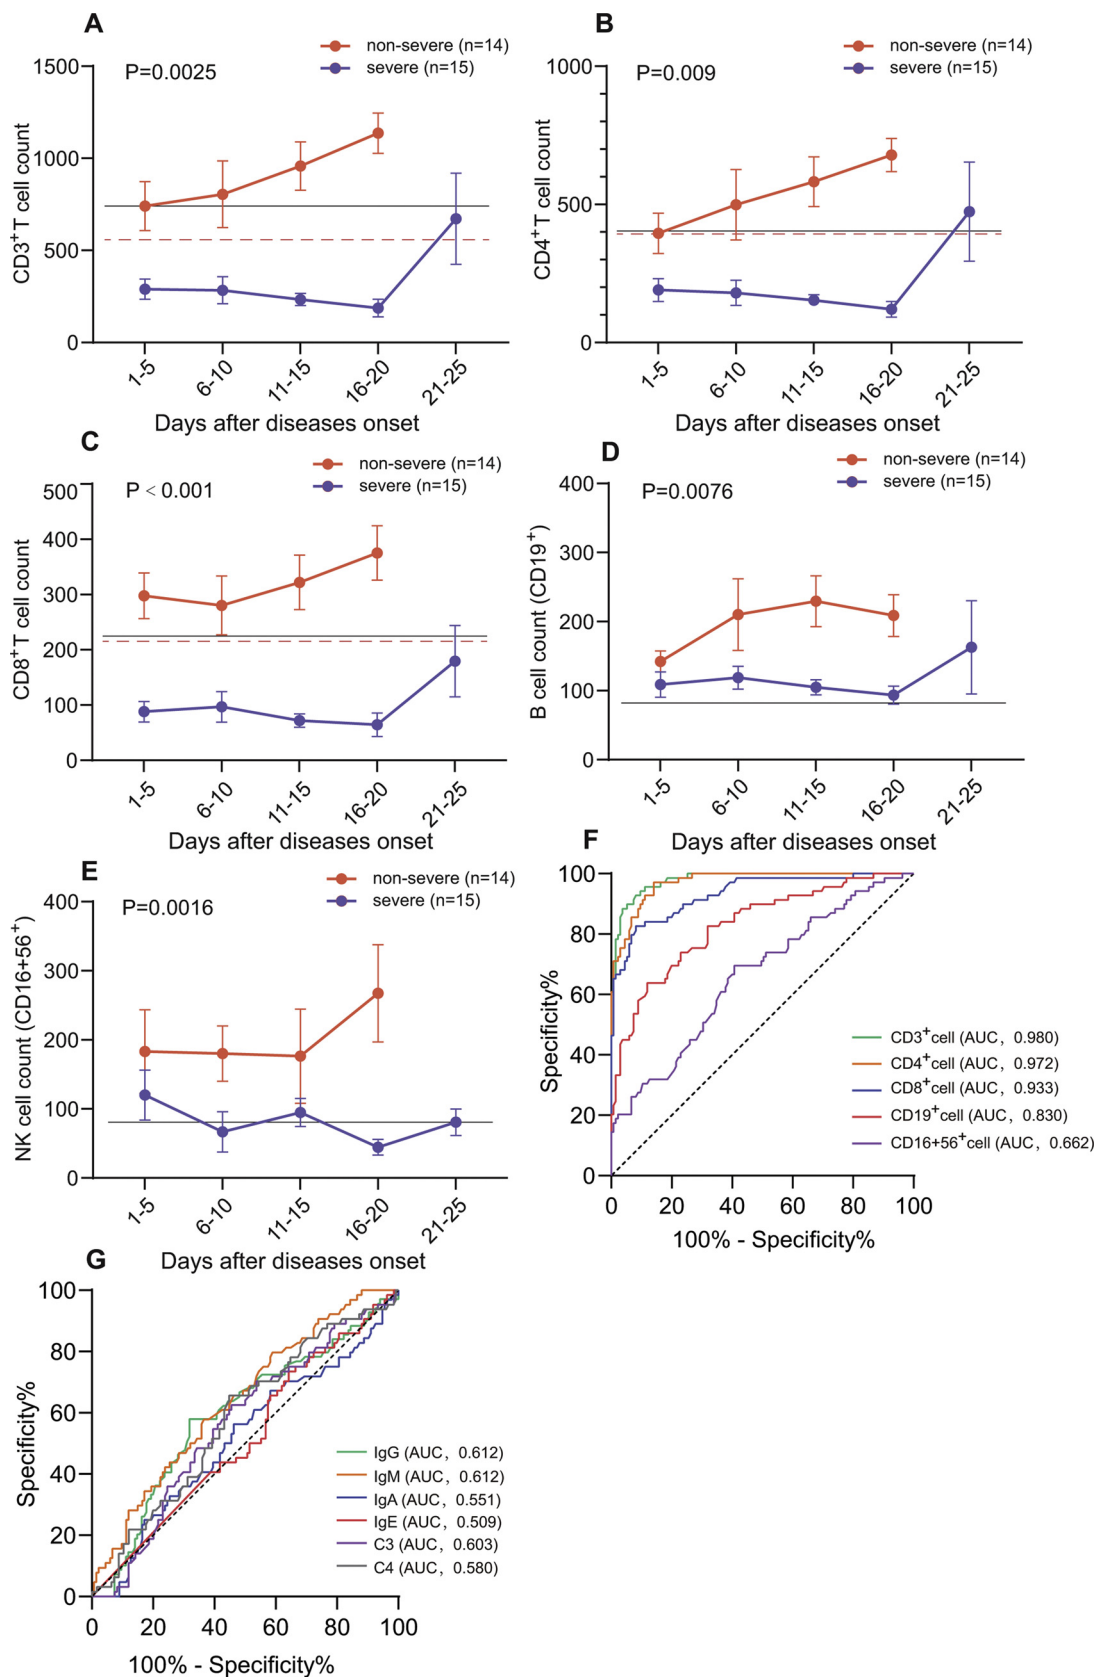 A
non-severe (n=14)
severe (n=15)
P=0.0025
CD3⁺T cell count
1500
1000
500
0
1-5
6-10
11-15
16-20
21-25
Days after diseases onset
B
non-severe (n=14)
severe (n=15)
P=0.009
CD4⁺T cell count
1000
500
0
1-5
6-10
11-15
16-20
21-25
Days after diseases onset
C
non-severe (n=14)
severe (n=15)
P < 0.001
CD8⁺T cell count
500
400
300
200
100
0
1-5
6-10
11-15
16-20
21-25
Days after diseases onset
D
non-severe (n=14)
severe (n=15)
P=0.0076
B cell count (CD19⁺)
400
300
200
100
0
1-5
6-10
11-15
16-20
21-25
Days after diseases onset
E
non-severe (n=14)
severe (n=15)
P=0.0016
NK cell count (CD16+56⁺)
400
300
200
100
0
1-5
6-10
11-15
16-20
21-25
Days after diseases onset
F
Specificity%
100
80
60
40
20
0
CD3⁺cell (AUC, 0.980)
CD4⁺cell (AUC, 0.972)
CD8⁺cell (AUC, 0.933)
CD19⁺cell (AUC, 0.830)
CD16+56⁺cell (AUC, 0.662)
0 20 40 60 80 100
100% - Specificity%
G
Specificity%
100
80
60
40
20
0
IgG (AUC, 0.612)
IgM (AUC, 0.612)
IgA (AUC, 0.551)
IgE (AUC, 0.509)
C3 (AUC, 0.603)
C4 (AUC, 0.580)
0 20 40 60 80 100
100% - Specificity%